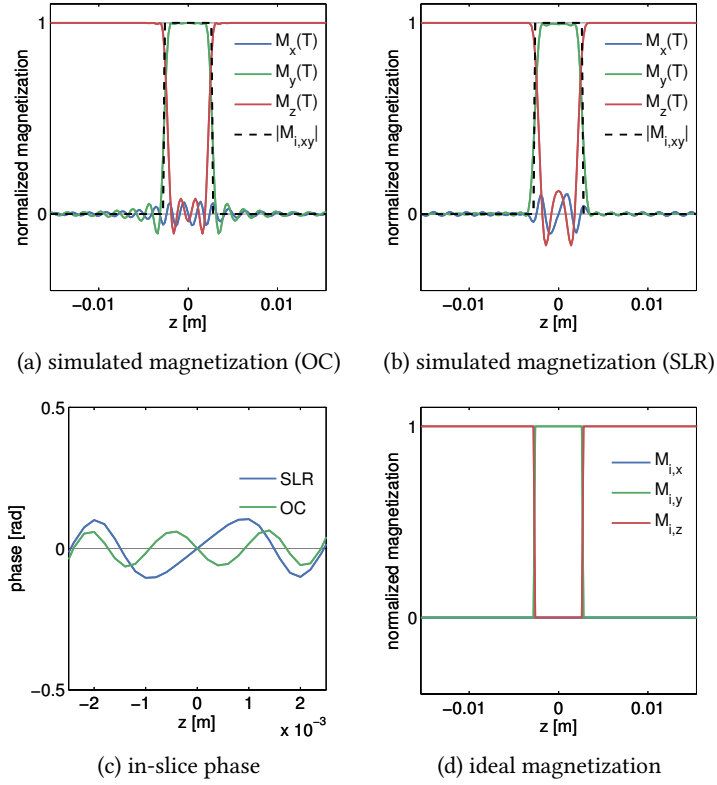 1
0
normalized magnetization
Mx(T)
My(T)
Mz(T)
|Mi,xy|
−0.01 0 0.01
z [m]
(a) simulated magnetization (OC)
1
0
normalized magnetization
Mx(T)
My(T)
Mz(T)
|Mi,xy|
−0.01 0 0.01
z [m]
(b) simulated magnetization (SLR)
0.5
0
−0.5
phase [rad]
SLR
OC
−2 −1 0 1 2
z [m]
x 10−3
(c) in-slice phase
1
0
normalized magnetization
Mi,x
Mi,y
Mi,z
−0.01 0 0.01
z [m]
(d) ideal magnetization